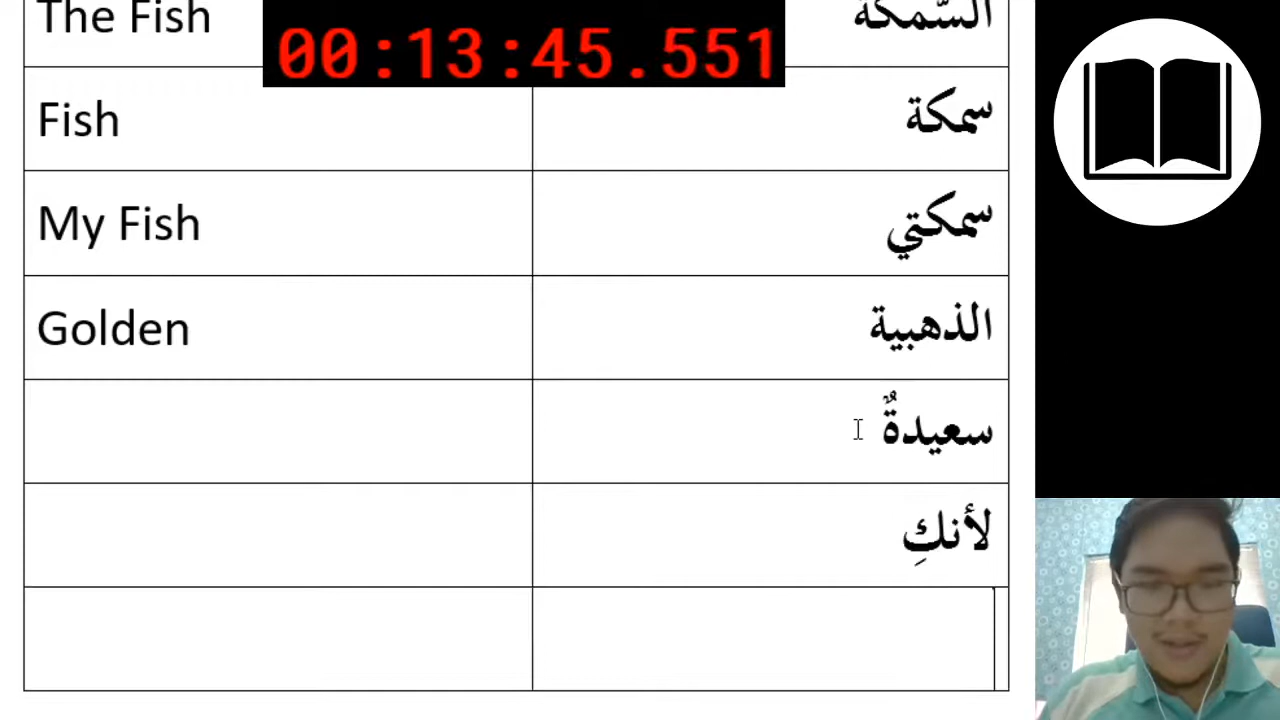 The Fish السّمكة
00:13:45.551
Fish سمكة
My Fish سمكتي
Golden الذهبية
سعيدةٌ
لأنكِ